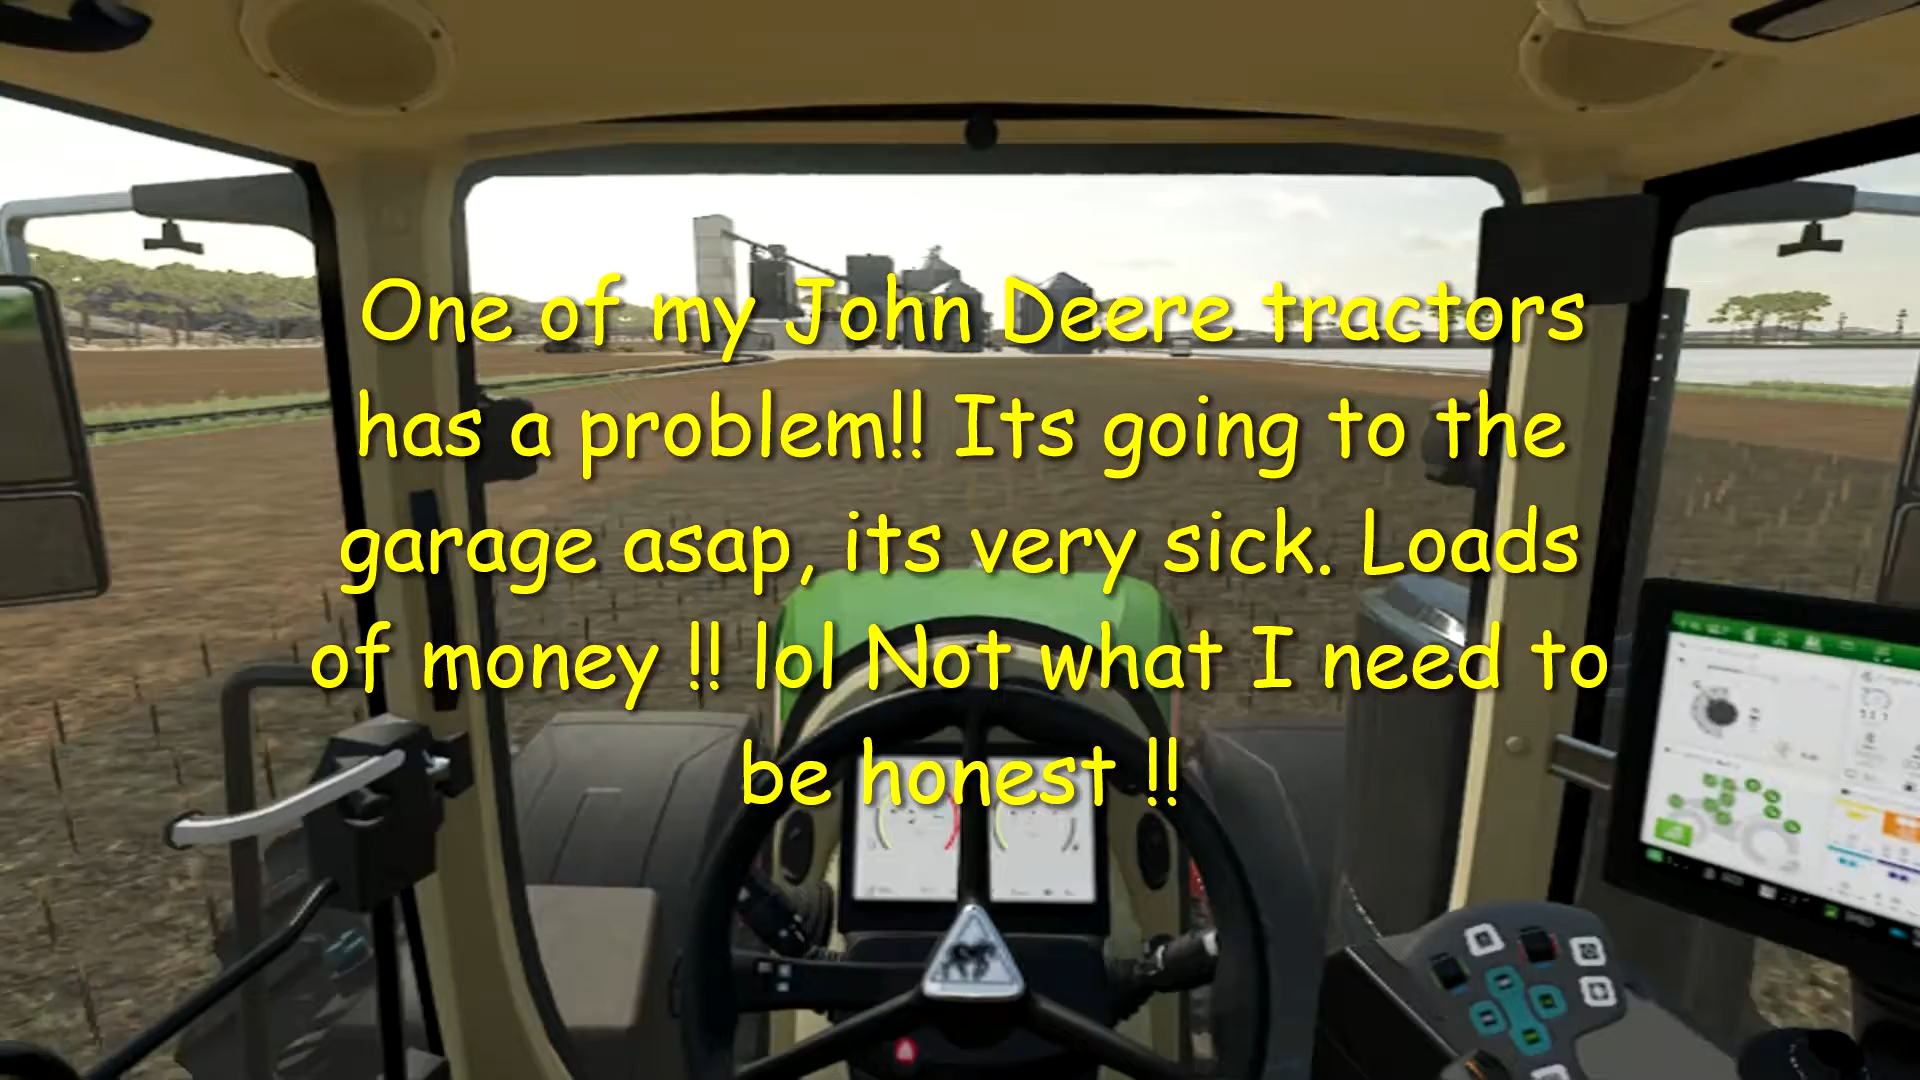 One of my John Deere tractors
has a problem!! Its going to the
garage asap, its very sick. Loads
of money !! lol Not what I need to
be honest !!